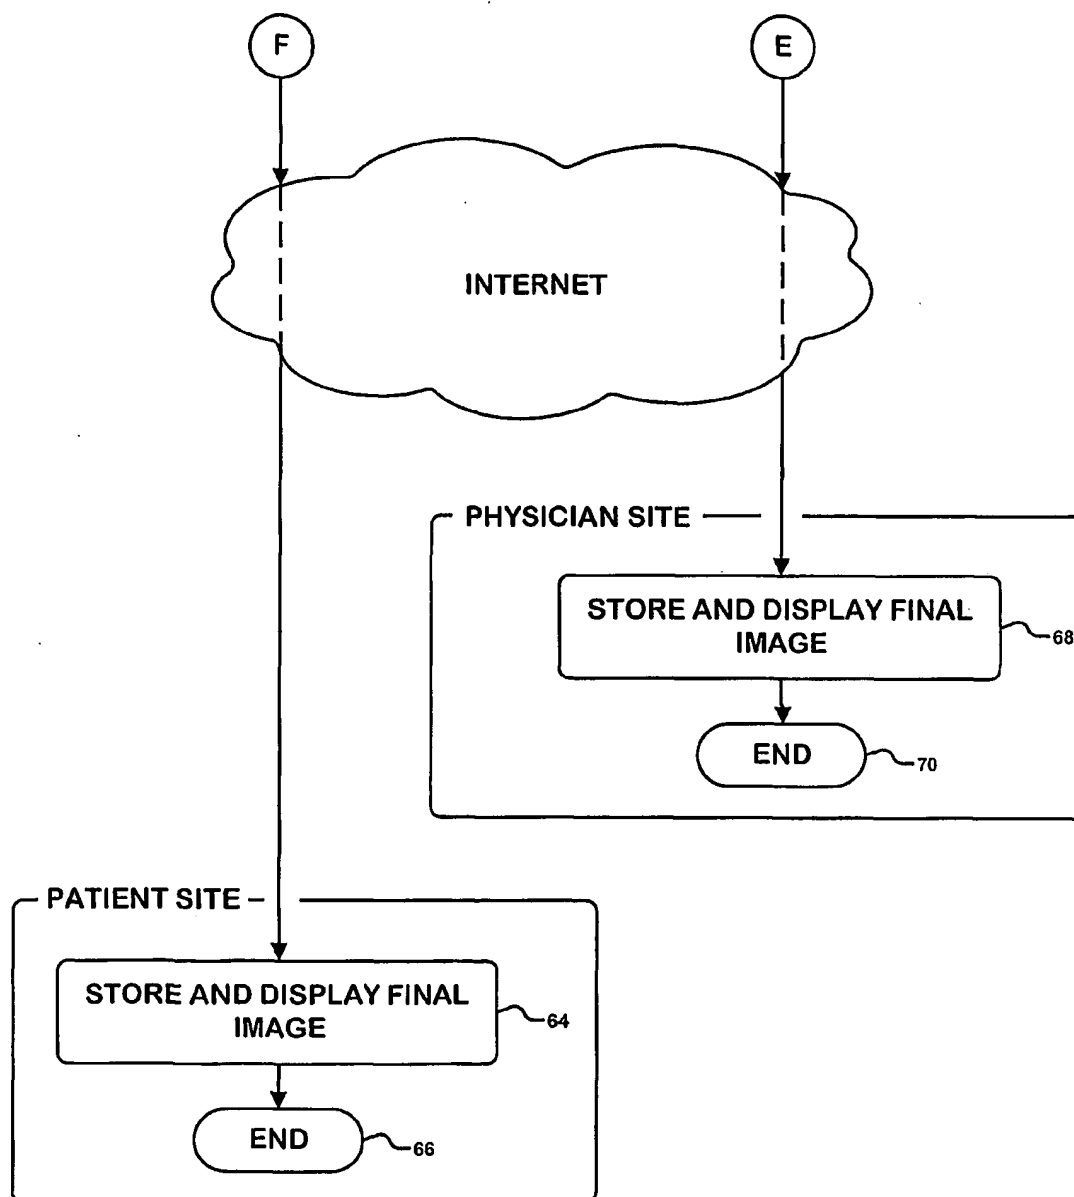 F
E
INTERNET
PHYSICIAN SITE
STORE AND DISPLAY FINAL
IMAGE
68
END
70
PATIENT SITE
STORE AND DISPLAY FINAL
IMAGE
64
END
66